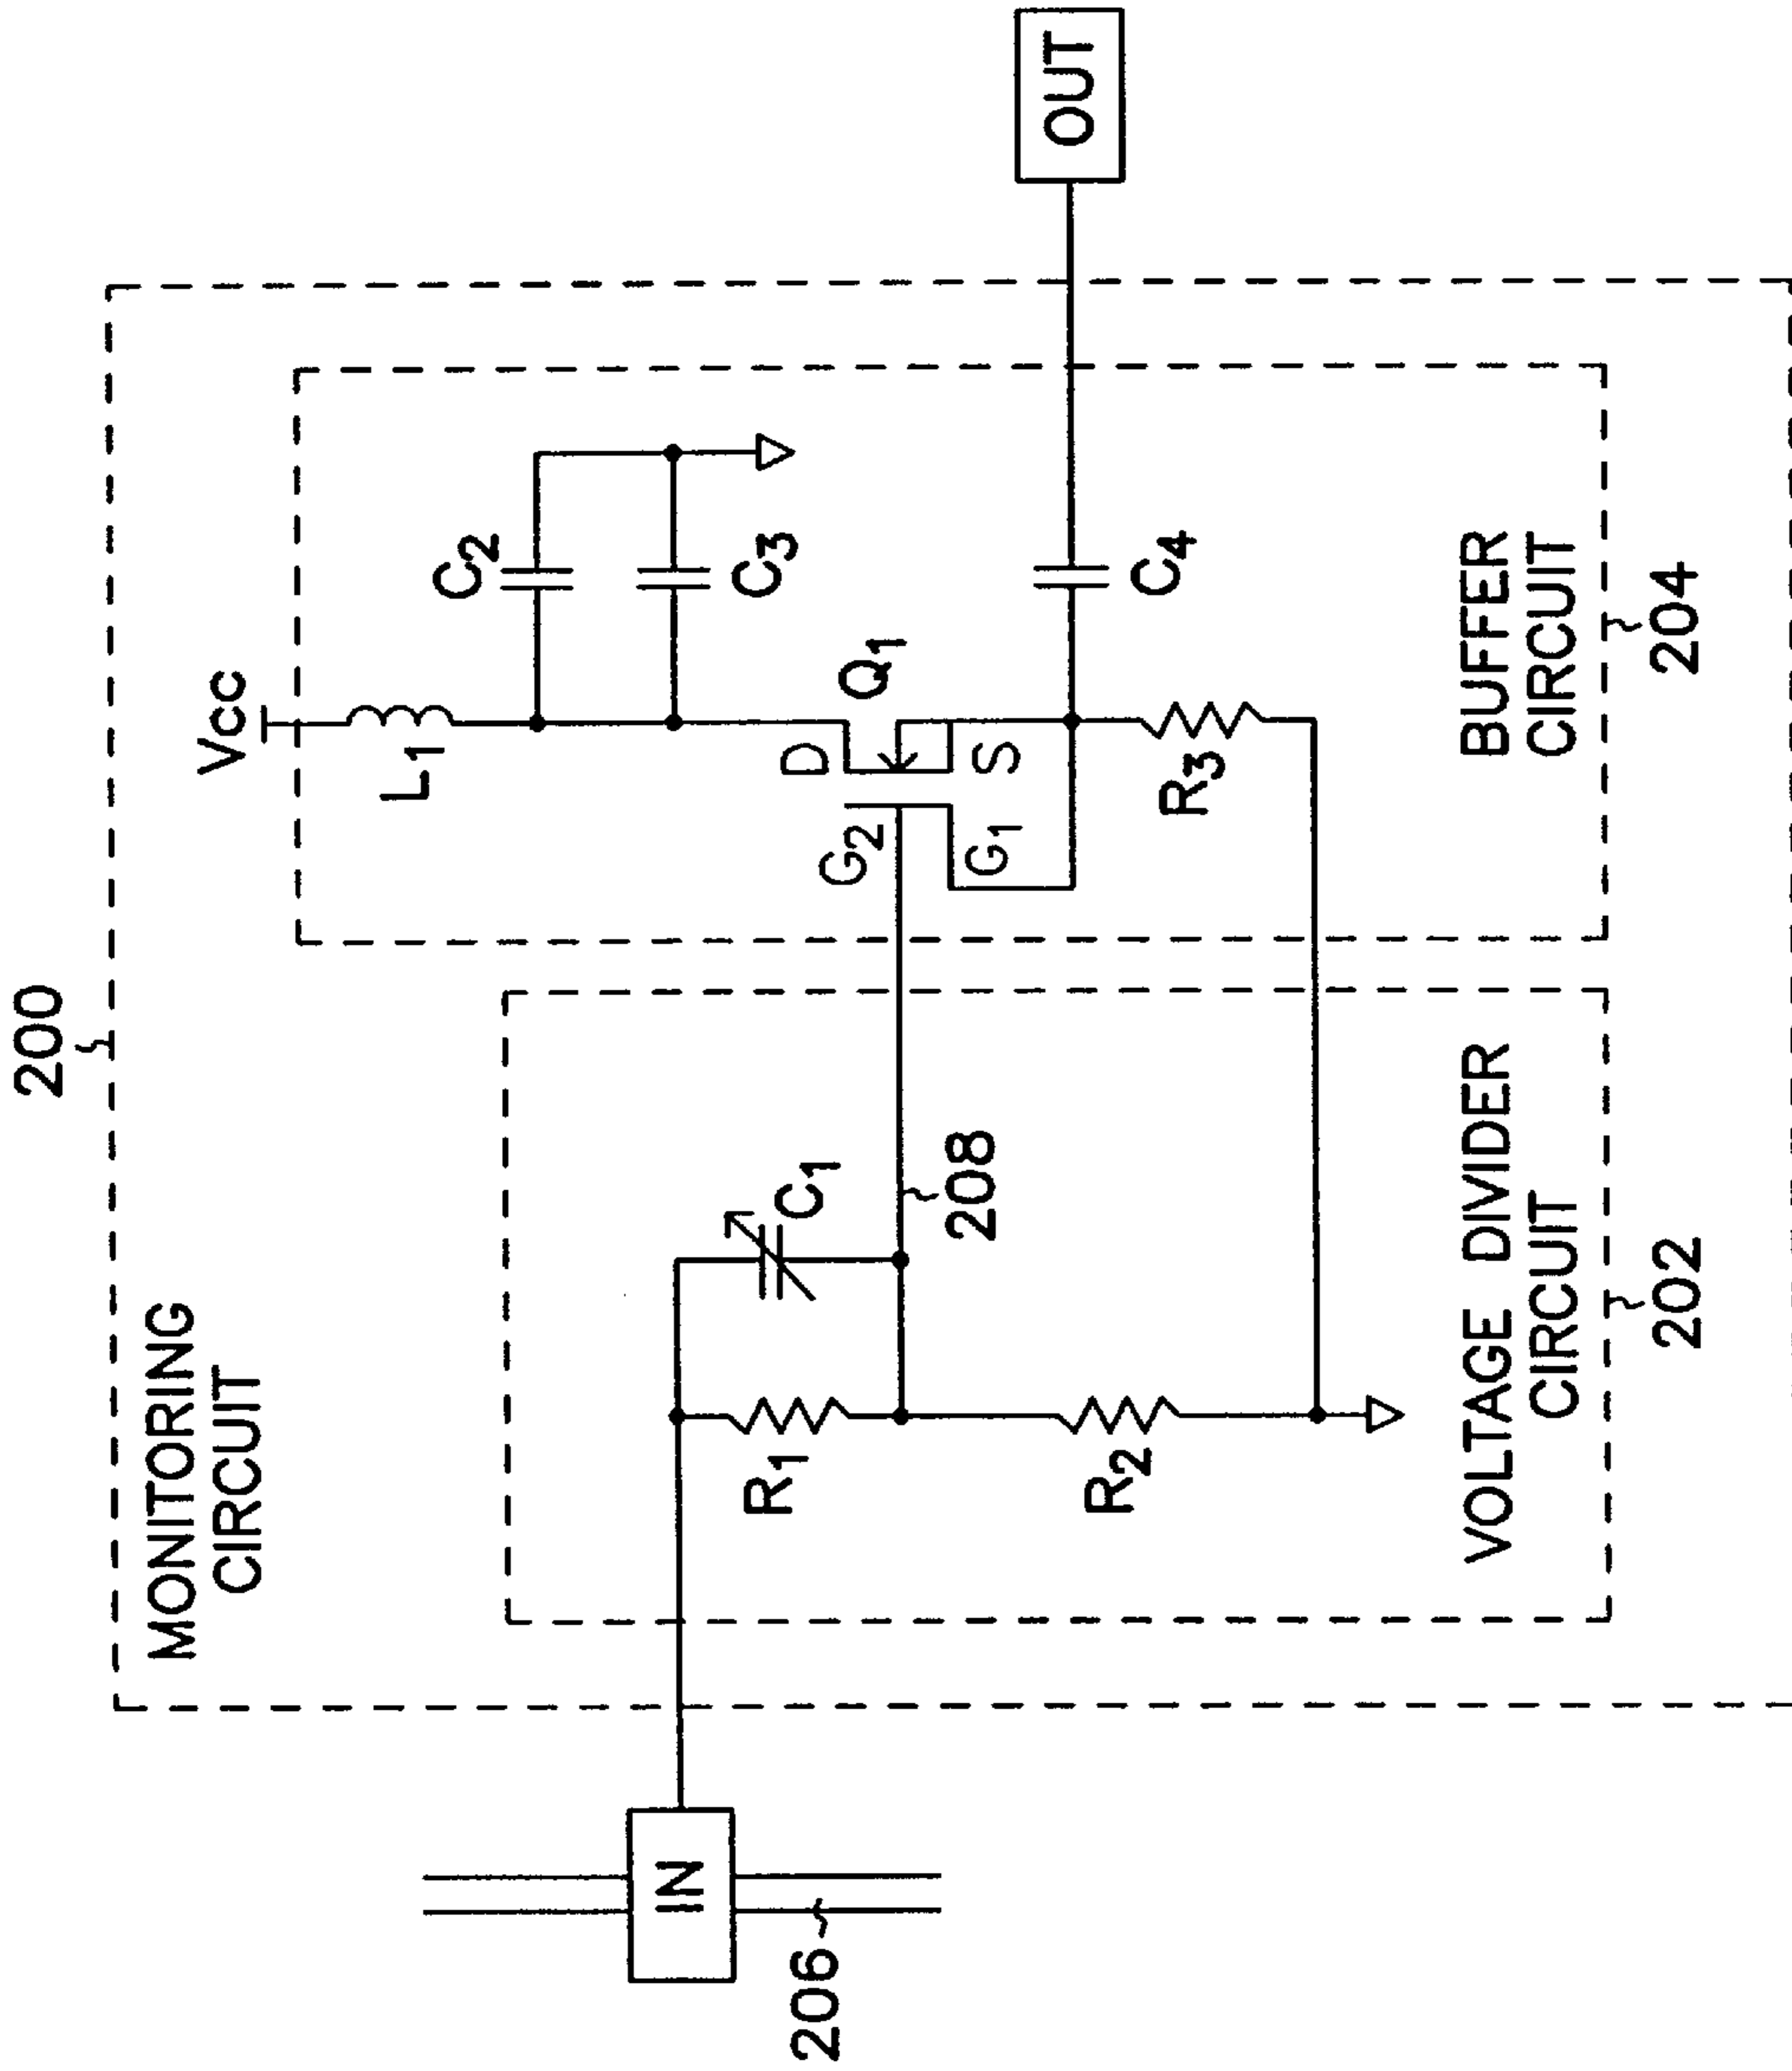 200
MONITORING
CIRCUIT
Vcc
L1
C2
C3
Q1
D
G2
S
G1
R3
C4
OUT
BUFFER
CIRCUIT
204
IN
206
R1
C1
208
R2
VOLTAGE DIVIDER
CIRCUIT
202